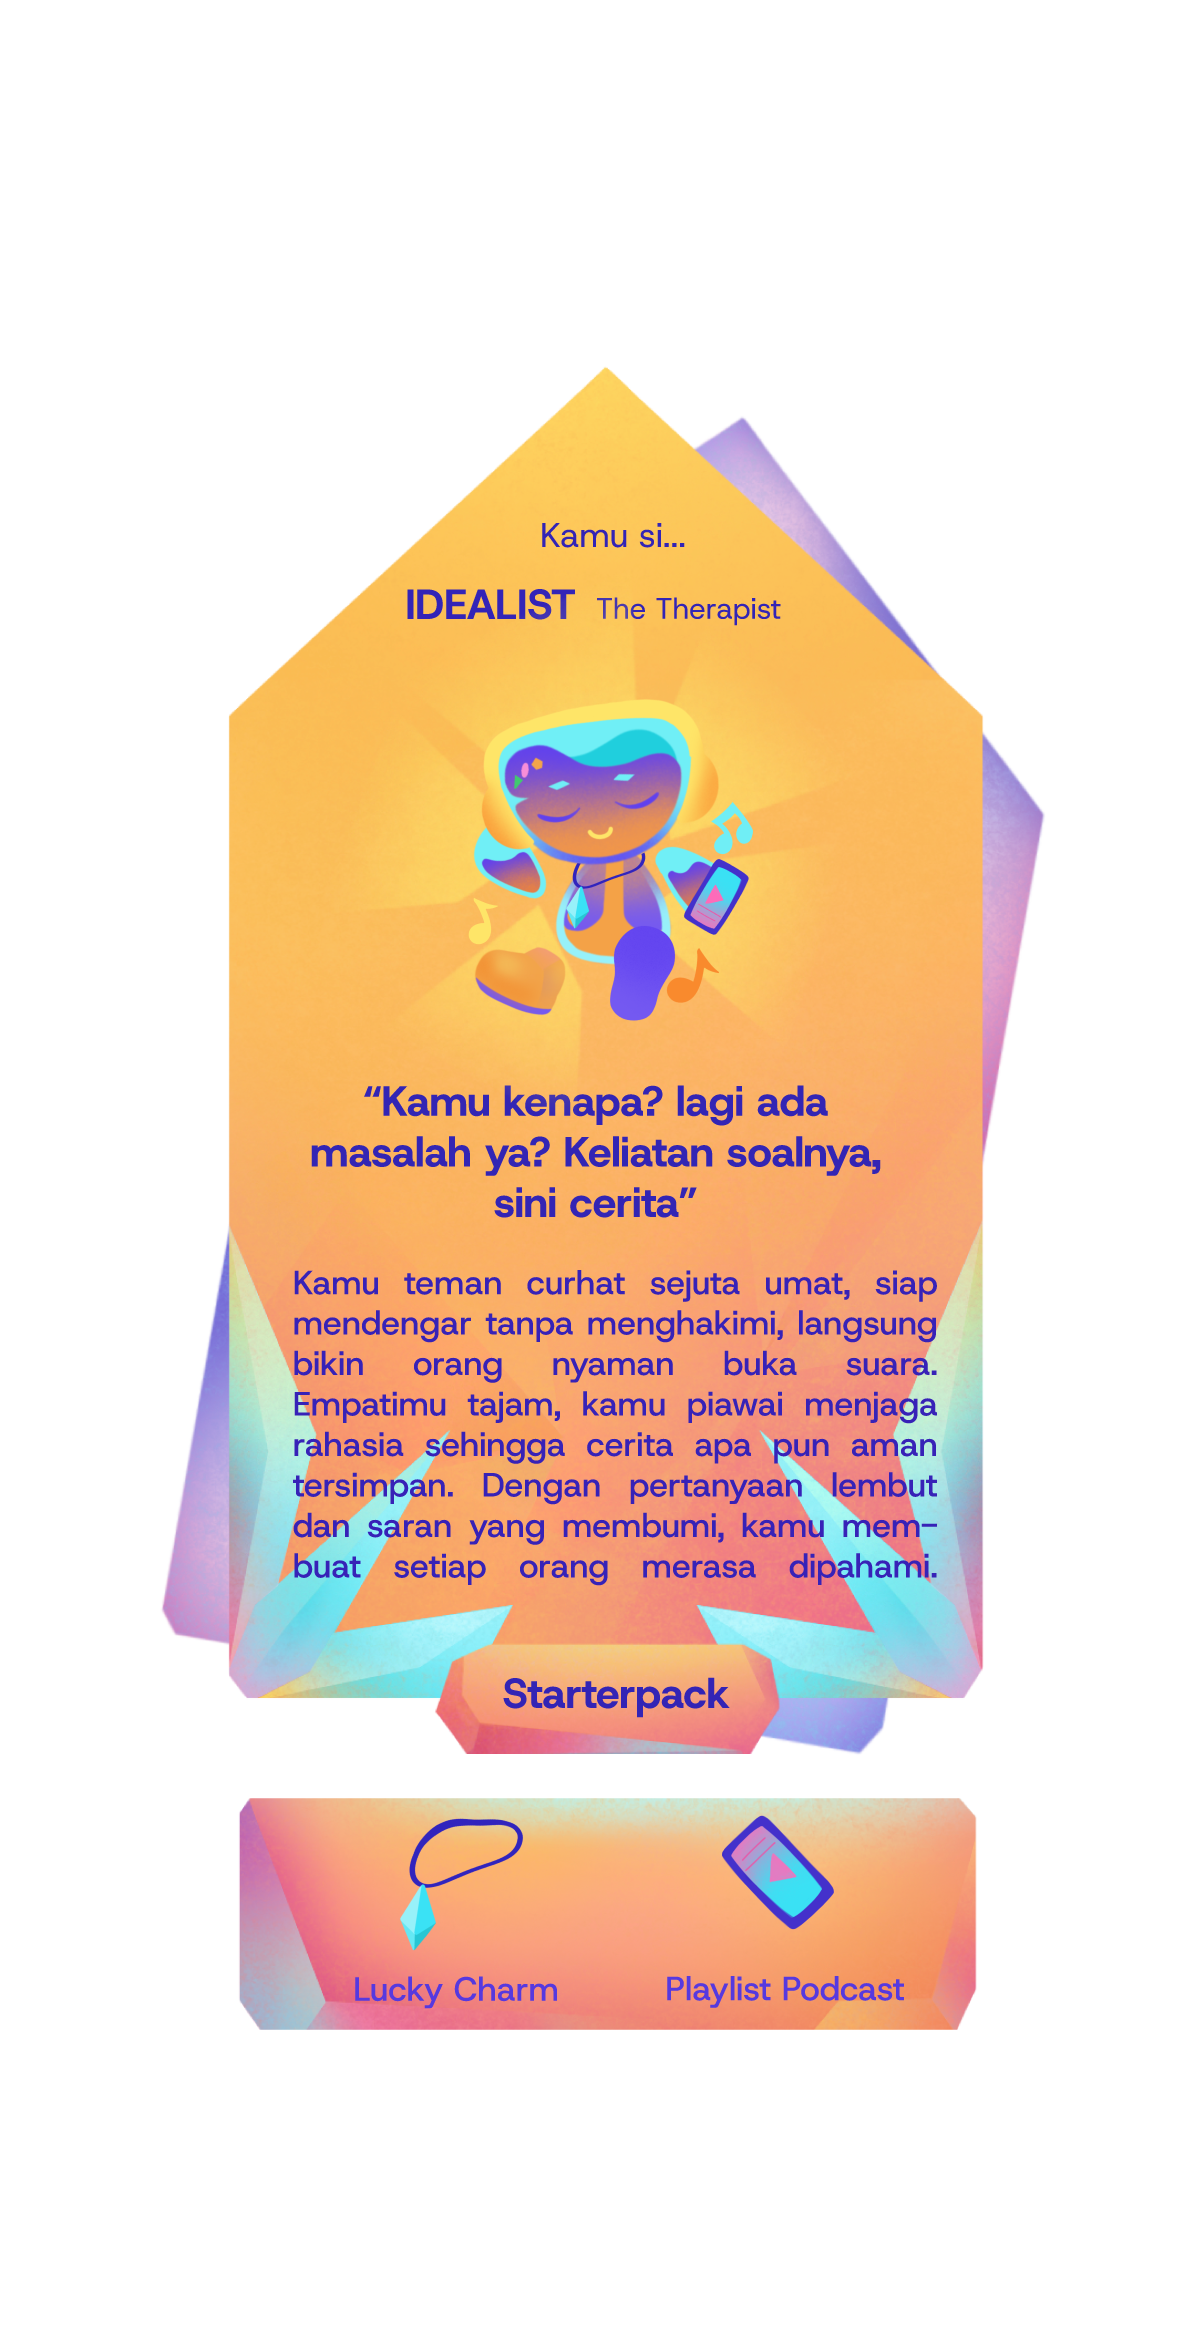 Kamu si...
IDEALIST The Therapist
“Kamu kenapa? lagi ada
masalah ya? Keliatan soalnya,
sini cerita”
Kamu teman curhat sejuta umat, siap
mendengar tanpa menghakimi, langsung
bikin orang nyaman buka suara.
Empatimu tajam, kamu piawai menjaga
rahasia sehingga cerita apa pun aman
tersimpan. Dengan pertanyaan lembut
dan saran yang membumi, kamu mem-
buat setiap orang merasa dipahami.
Starterpack
Lucky Charm Playlist Podcast